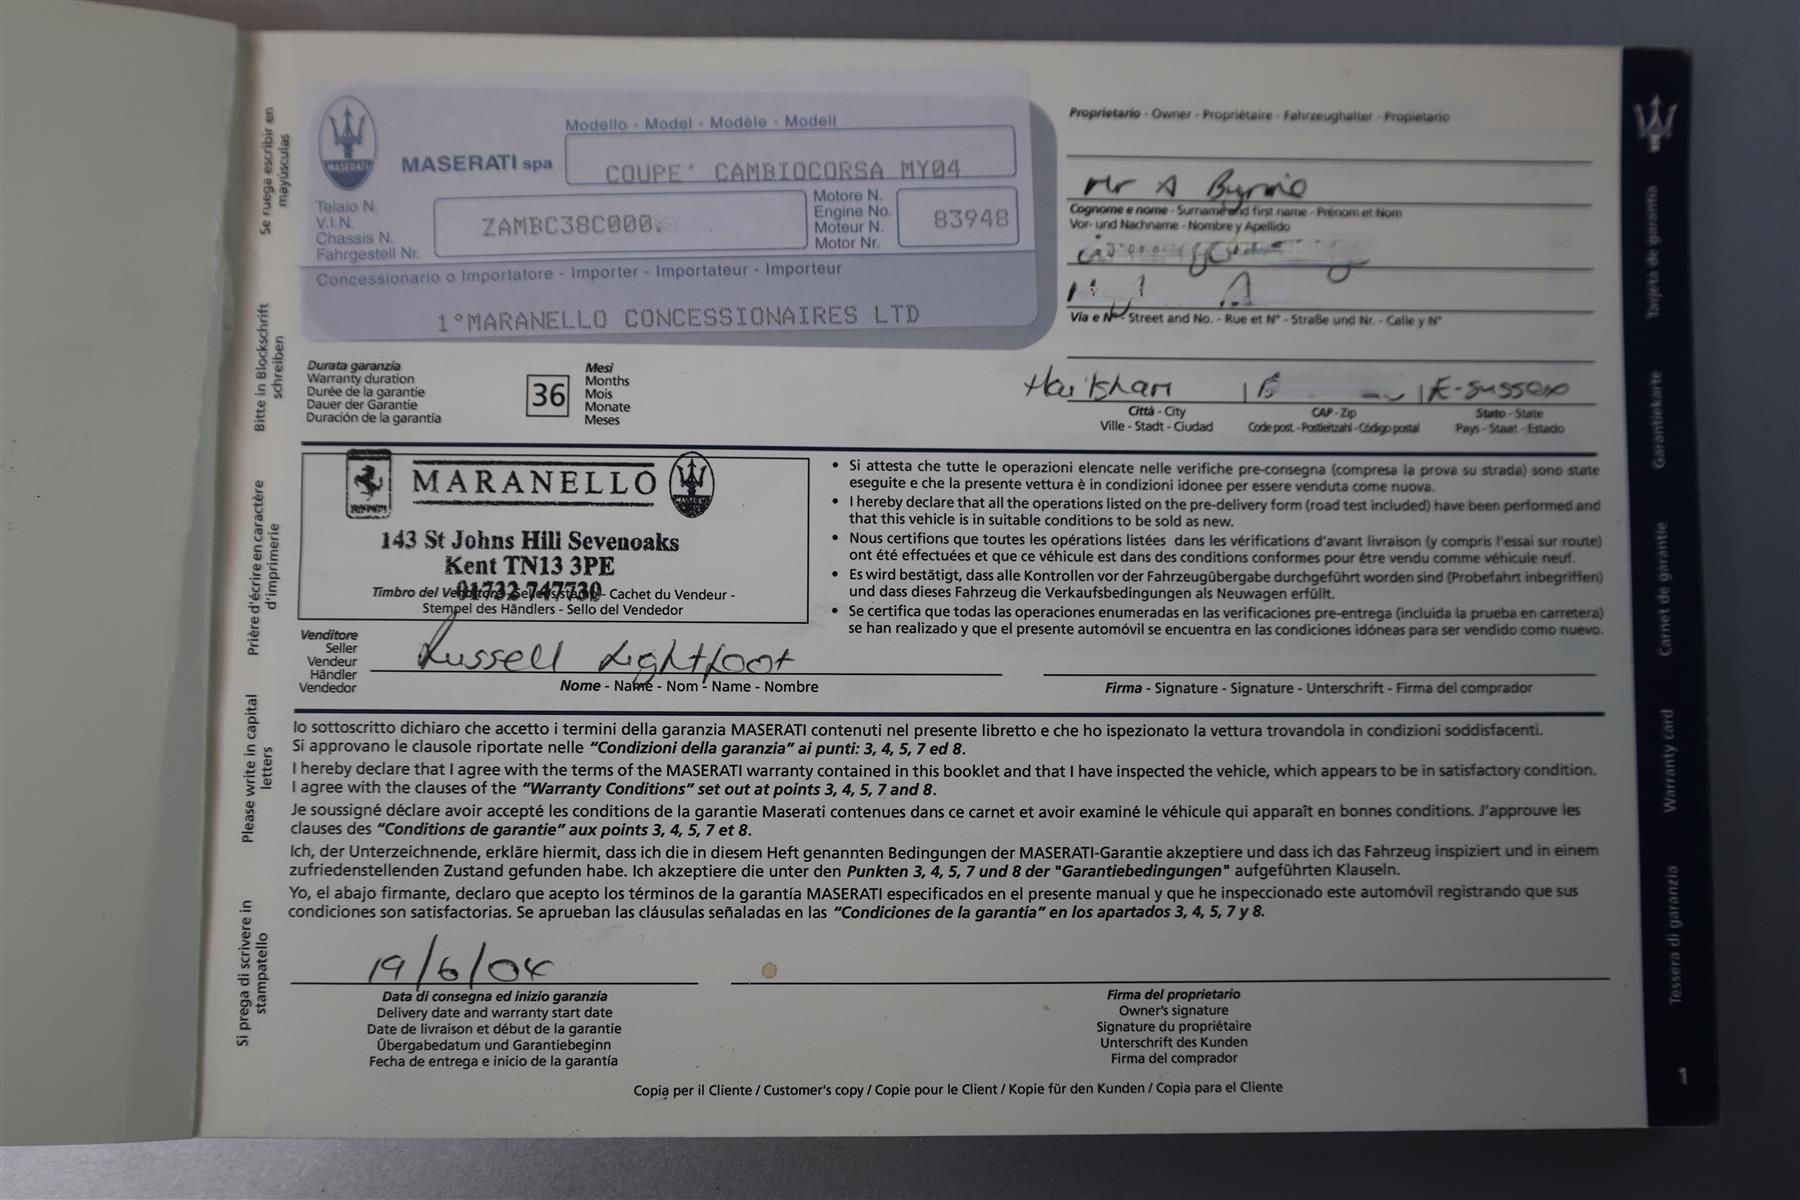 Se ruega escribir en
mayúsculas
Bitte in Blockschrift
schreiben
Prière d'écrire en caractère
d'imprimerie
Please write in capital
letters
Si prega di scrivere in
stampatello
MASERATI
MASERATI spa
Modello - Model - Modèle - Modell
COUPE' CAMBIOCORSA MY04
Telaio N.
V.I.N.
Chassis N.
Fahrgestell Nr.
ZAMBC38C000
Motore N.
Engine No.
Moteur N.
Motor Nr.
83948
Concessionario o Importatore - Importer - Importateur - Importeur
1°MARANELLO CONCESSIONAIRES LTD
Proprietario - Owner - Propriétaire - Fahrzeughalter - Propietario
Mr A Byrne
Cognome e nome - Surname and first name - Prénom et Nom
Vor- und Nachname - Nombre y Apellido
Via e N° - Street and No. - Rue et N° - Straße und Nr. - Calle y N°
Hailsham E-Sussex
Città - City CAP - Zip Stato - State
Ville - Stadt - Ciudad Code post. - Postleitzahl - Código postal Pays - Staat - Estado
Durata garanzia
Warranty duration
Durée de la garantie
Dauer der Garantie
Duración de la garantía
36
Mesi
Months
Mois
Monate
Meses
MARANELLO
143 St Johns Hill Sevenoaks
Kent TN13 3PE
01732 747730
Timbro del Venditore - Seller's stamp - Cachet du Vendeur -
Stempel des Händlers - Sello del Vendedor
• Si attesta che tutte le operazioni elencate nelle verifiche pre-consegna (compresa la prova su strada) sono state
eseguite e che la presente vettura è in condizioni idonee per essere venduta come nuova.
• I hereby declare that all the operations listed on the pre-delivery form (road test included) have been performed and
that this vehicle is in suitable conditions to be sold as new.
• Nous certifions que toutes les opérations listées dans les vérifications d'avant livraison (y compris l'essai sur route)
ont été effectuées et que ce véhicule est dans des conditions conformes pour être vendu comme véhicule neuf.
• Es wird bestätigt, dass alle Kontrollen vor der Fahrzeugübergabe durchgeführt worden sind (Probefahrt inbegriffen)
und dass dieses Fahrzeug die Verkaufsbedingungen als Neuwagen erfüllt.
• Se certifica que todas las operaciones enumeradas en las verificaciones pre-entrega (incluida la prueba en carretera)
se han realizado y que el presente automóvil se encuentra en las condiciones idóneas para ser vendido como nuevo.
Venditore
Seller
Vendeur
Händler
Vendedor
Russell Lightfoot
Nome - Name - Nom - Name - Nombre
Firma - Signature - Signature - Unterschrift - Firma del comprador
Io sottoscritto dichiaro che accetto i termini della garanzia MASERATI contenuti nel presente libretto e che ho ispezionato la vettura trovandola in condizioni soddisfacenti.
Si approvano le clausole riportate nelle “Condizioni della garanzia” ai punti: 3, 4, 5, 7 ed 8.
I hereby declare that I agree with the terms of the MASERATI warranty contained in this booklet and that I have inspected the vehicle, which appears to be in satisfactory condition.
I agree with the clauses of the “Warranty Conditions” set out at points 3, 4, 5, 7 and 8.
Je soussigné déclare avoir accepté les conditions de la garantie Maserati contenues dans ce carnet et avoir examiné le véhicule qui apparaît en bonnes conditions. J'approuve les
clauses des “Conditions de garantie” aux points 3, 4, 5, 7 et 8.
Ich, der Unterzeichnende, erkläre hiermit, dass ich die in diesem Heft genannten Bedingungen der MASERATI-Garantie akzeptiere und dass ich das Fahrzeug inspiziert und in einem
zufriedenstellenden Zustand gefunden habe. Ich akzeptiere die unter den Punkten 3, 4, 5, 7 und 8 der "Garantiebedingungen" aufgeführten Klauseln.
Yo, el abajo firmante, declaro que acepto los términos de la garantía MASERATI especificados en el presente manual y que he inspeccionado este automóvil registrando que sus
condiciones son satisfactorias. Se aprueban las cláusulas señaladas en las “Condiciones de la garantía” en los apartados 3, 4, 5, 7 y 8.
19/6/04
Data di consegna ed inizio garanzia
Delivery date and warranty start date
Date de livraison et début de la garantie
Übergabedatum und Garantiebeginn
Fecha de entrega e inicio de la garantía
Firma del proprietario
Owner's signature
Signature du propriétaire
Unterschrift des Kunden
Firma del comprador
Copia per il Cliente / Customer's copy / Copie pour le Client / Kopie für den Kunden / Copia para el Cliente
Tarjeta de garantía
Garantiekarte
Carnet de garantie
Warranty card
Tessera di garanzia
1